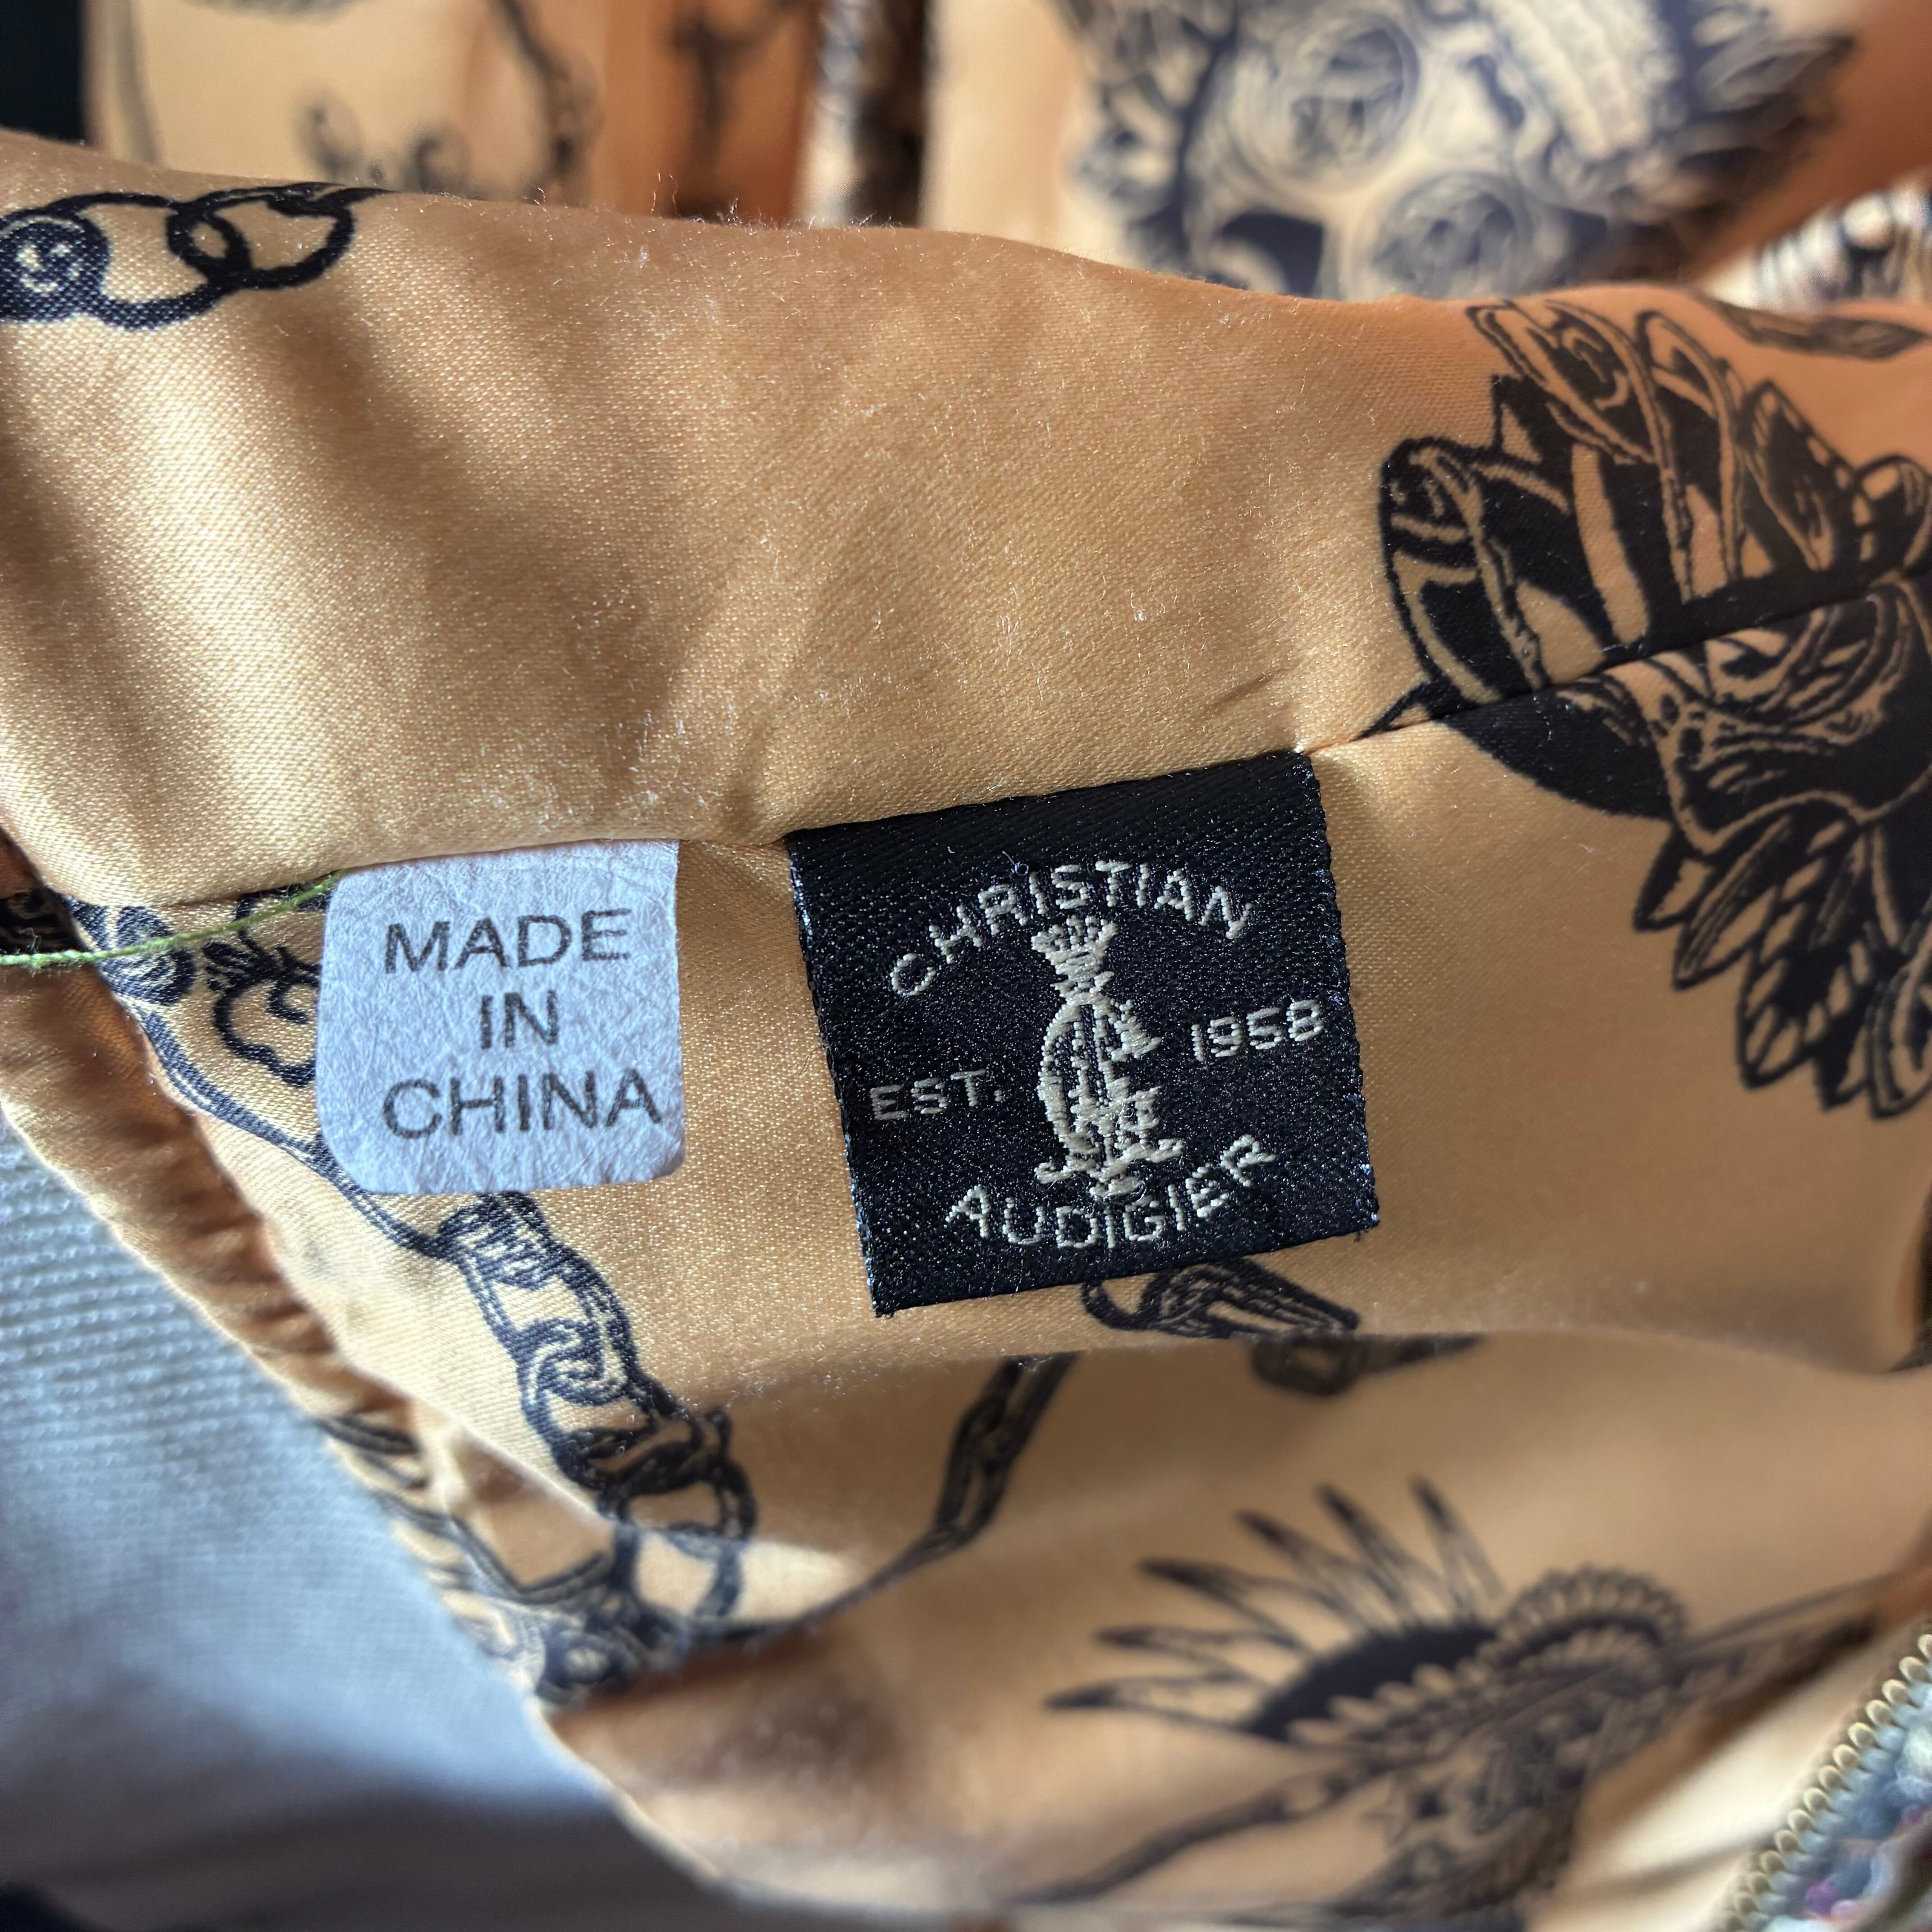 MADE
IN
CHINA
CHRISTIAN
EST. 1958
AUDIGIER